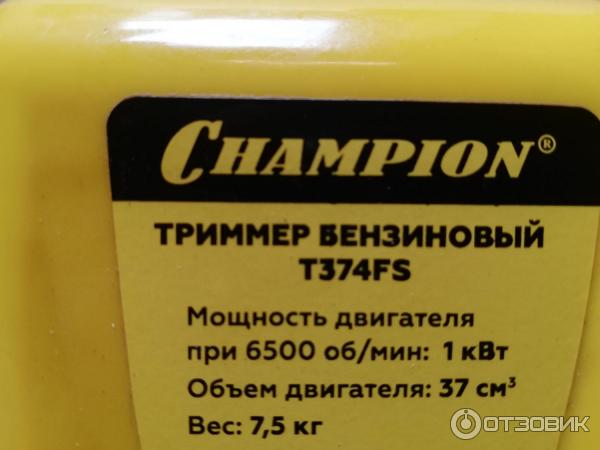 CHAMPION®
ТРИММЕР БЕНЗИНОВЫЙ
T374FS
Мощность двигателя
при 6500 об/мин: 1 кВт
Объем двигателя: 37 см³
Вес: 7,5 кг
ОТЗОВИК